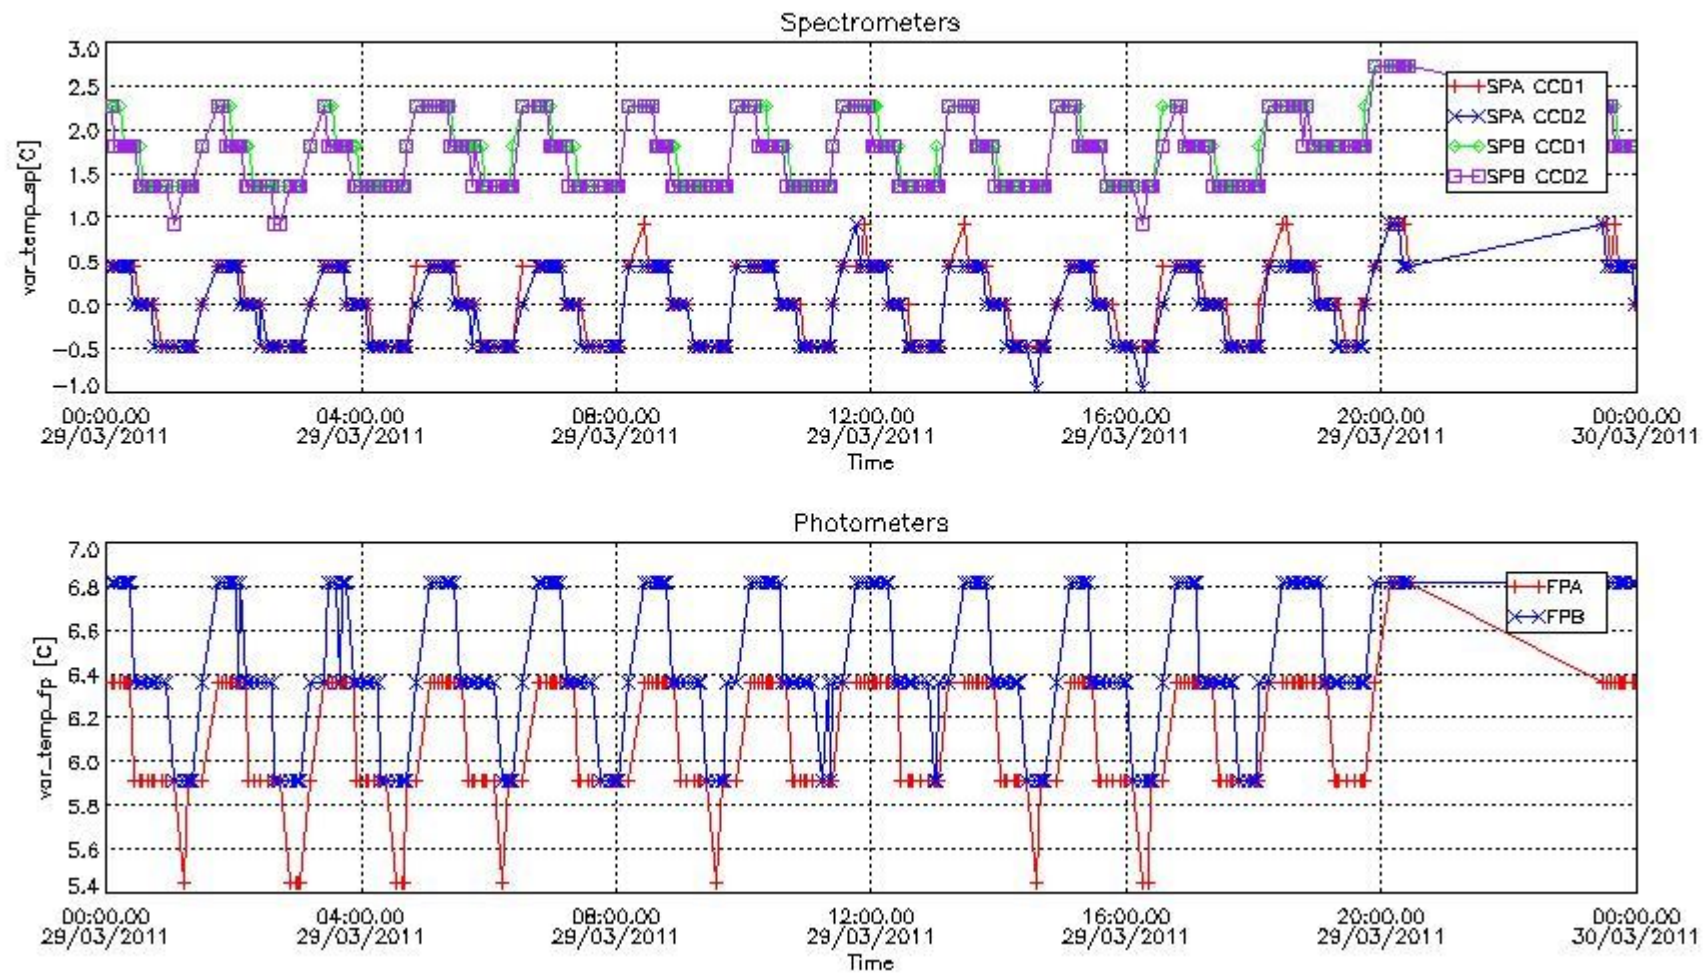 Spectrometers
3.0
2.5
2.0
1.5
1.0
0.5
0.0
-0.5
-1.0
var_temp_sp[C]
SPA CCD1
SPA CCD2
SPB CCD1
SPB CCD2
00:00.00 04:00.00 08:00.00 12:00.00 16:00.00 20:00.00 00:00.00
29/03/2011 29/03/2011 29/03/2011 29/03/2011 29/03/2011 29/03/2011 30/03/2011
Time
Photometers
7.0
6.8
6.6
6.4
6.2
6.0
5.8
5.6
5.4
var_temp_fp [C]
FPA
FPB
00:00.00 04:00.00 08:00.00 12:00.00 16:00.00 20:00.00 00:00.00
29/03/2011 29/03/2011 29/03/2011 29/03/2011 29/03/2011 29/03/2011 30/03/2011
Time